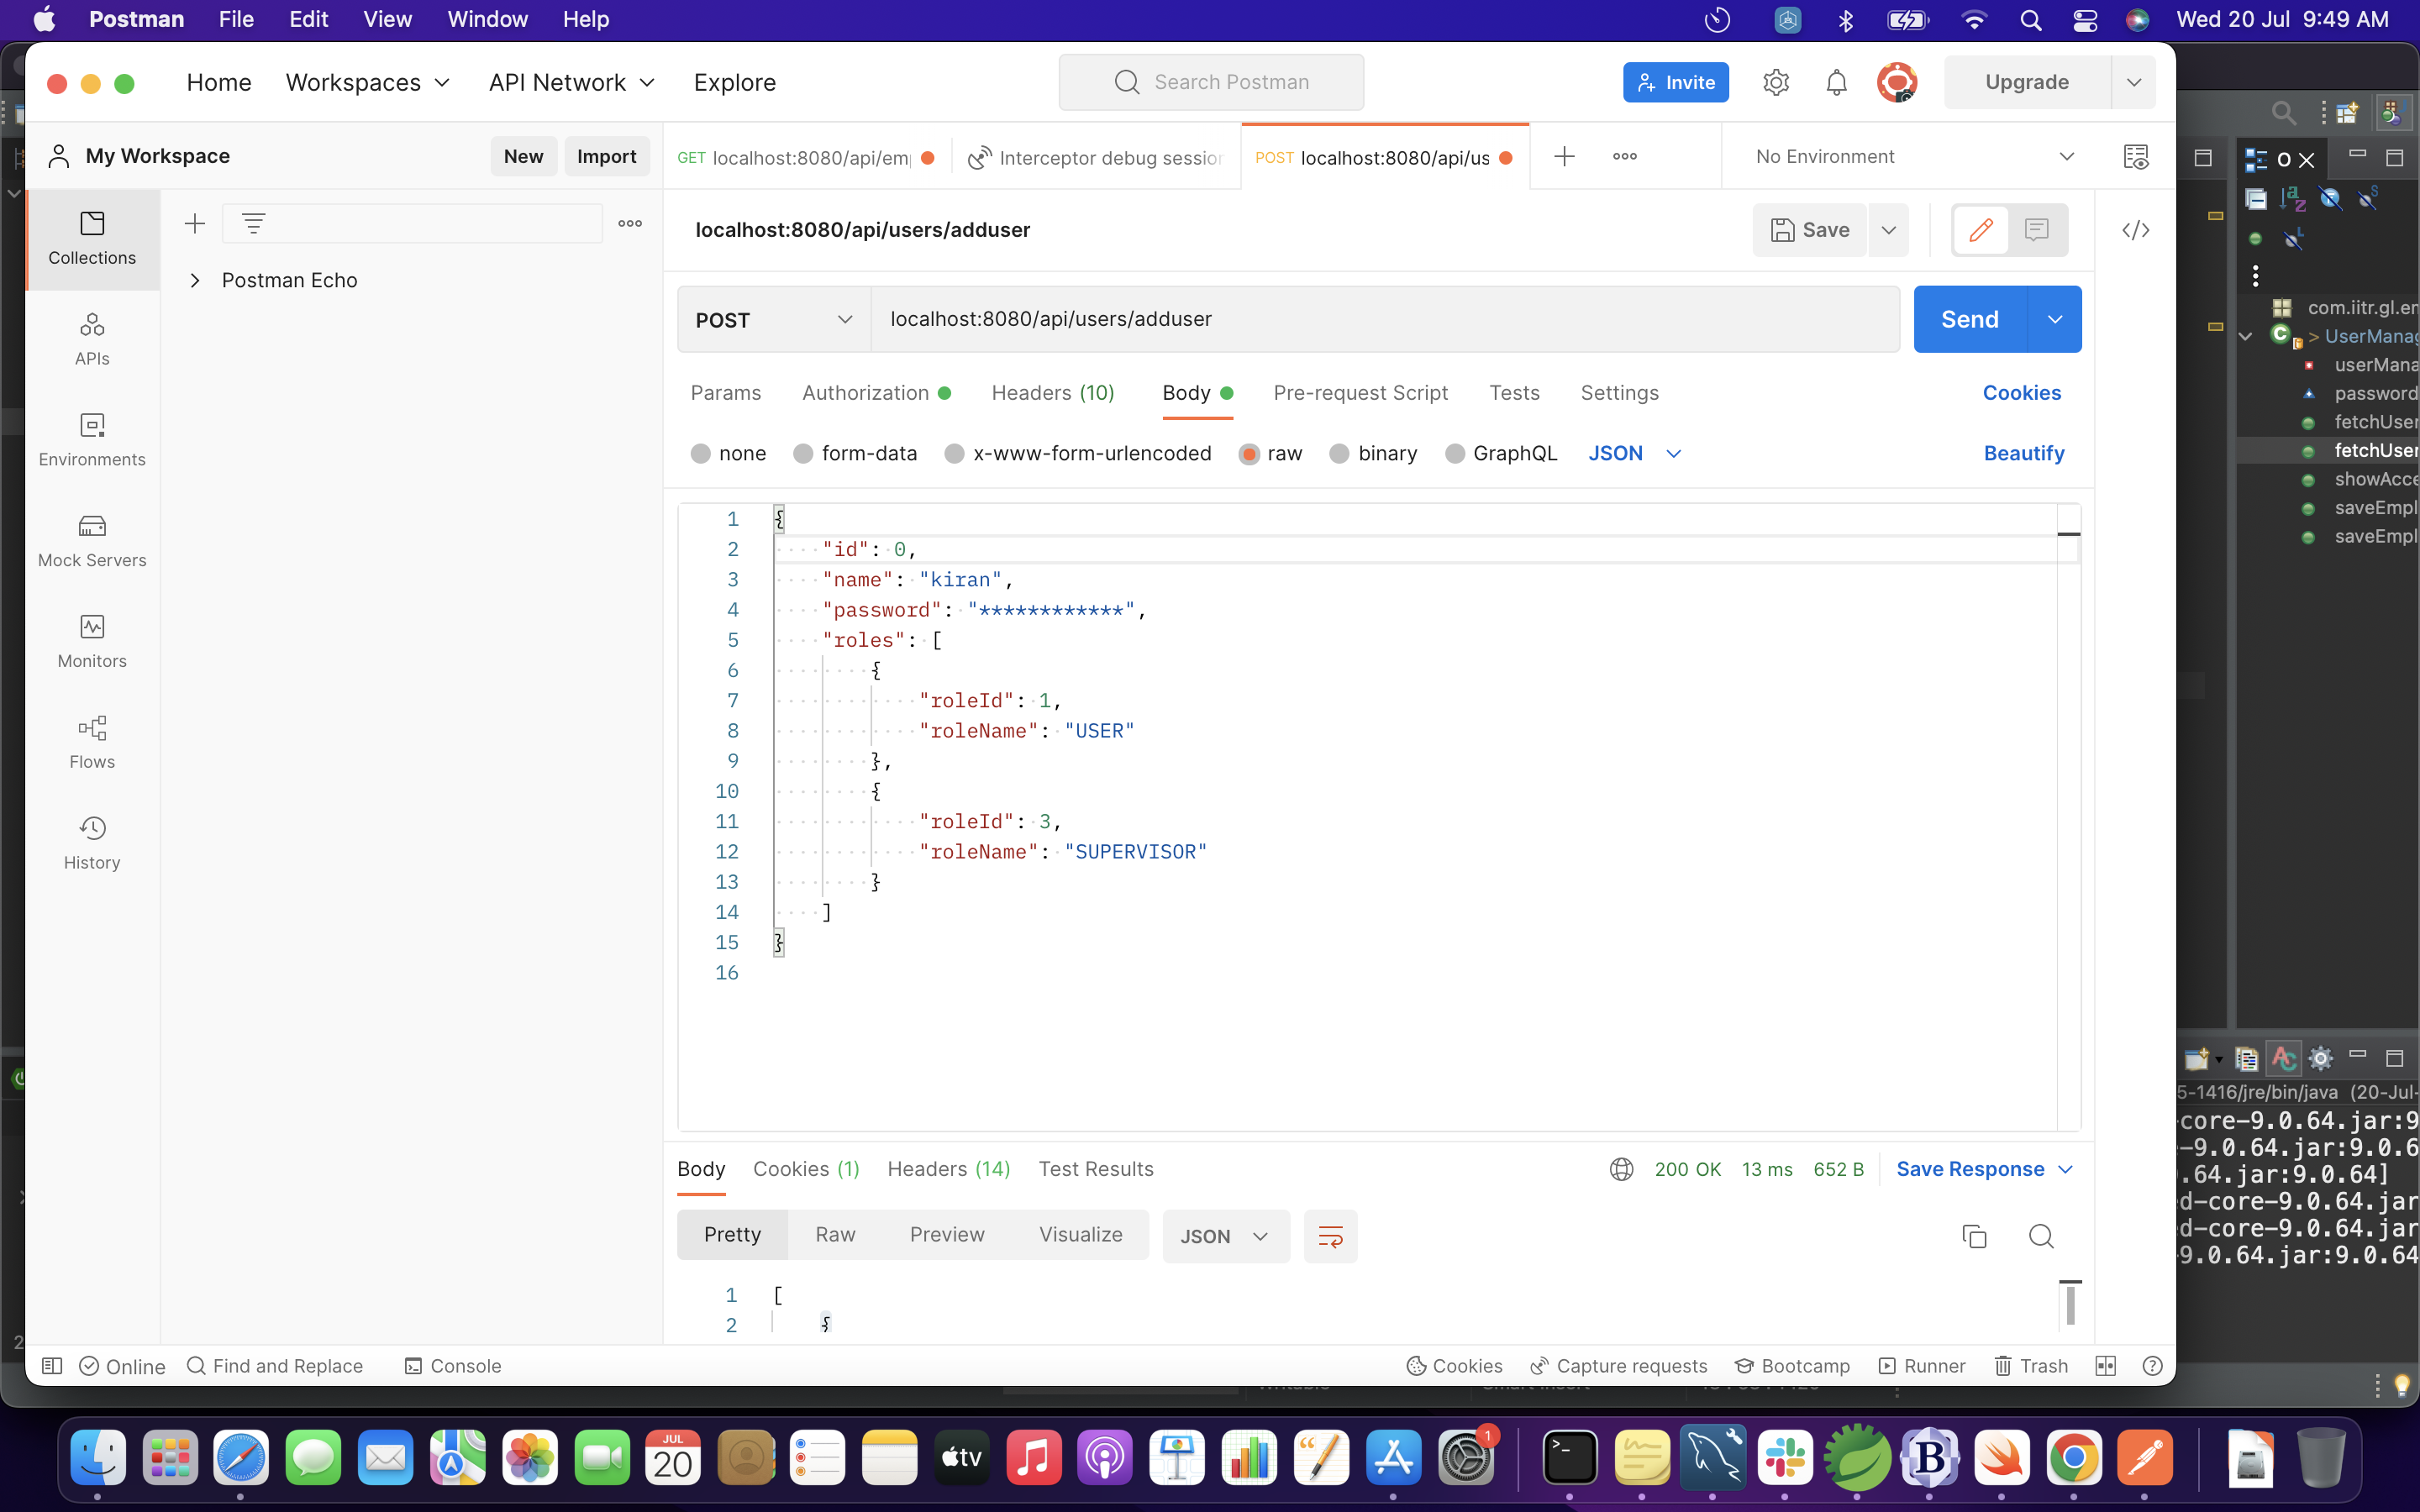 Postman File Edit View Window Help Wed 20 Jul 9:49 AM
Home Workspaces API Network Explore Search Postman Invite Upgrade
My Workspace New Import GET localhost:8080/api/em Interceptor debug session POST localhost:8080/api/us No Environment
Collections
APIs
Environments
Mock Servers
Monitors
Flows
History
Postman Echo
localhost:8080/api/users/adduser Save
POST localhost:8080/api/users/adduser Send
Params Authorization Headers (10) Body Pre-request Script Tests Settings Cookies
none form-data x-www-form-urlencoded raw binary GraphQL JSON Beautify
1 {
2 "id": 0,
3 "name": "kiran",
4 "password": "************",
5 "roles": [
6 {
7 "roleId": 1,
8 "roleName": "USER"
9 },
10 {
11 "roleId": 3,
12 "roleName": "SUPERVISOR"
13 }
14 ]
15 }
16
Body Cookies (1) Headers (14) Test Results 200 OK 13 ms 652 B Save Response
Pretty Raw Preview Visualize JSON
1 [
2 {
Online Find and Replace Console Cookies Capture requests Bootcamp Runner Trash
com.iitr.gl.em
> UserManag
userMana
password
fetchUser
fetchUser
showAcce
saveEmpl
saveEmpl
5-1416/jre/bin/java (20-Jul-
-core-9.0.64.jar:9
-9.0.64.jar:9.0.6
.64.jar:9.0.64]
d-core-9.0.64.jar
d-core-9.0.64.jar
9.0.64.jar:9.0.64
JUL
20
tv
1